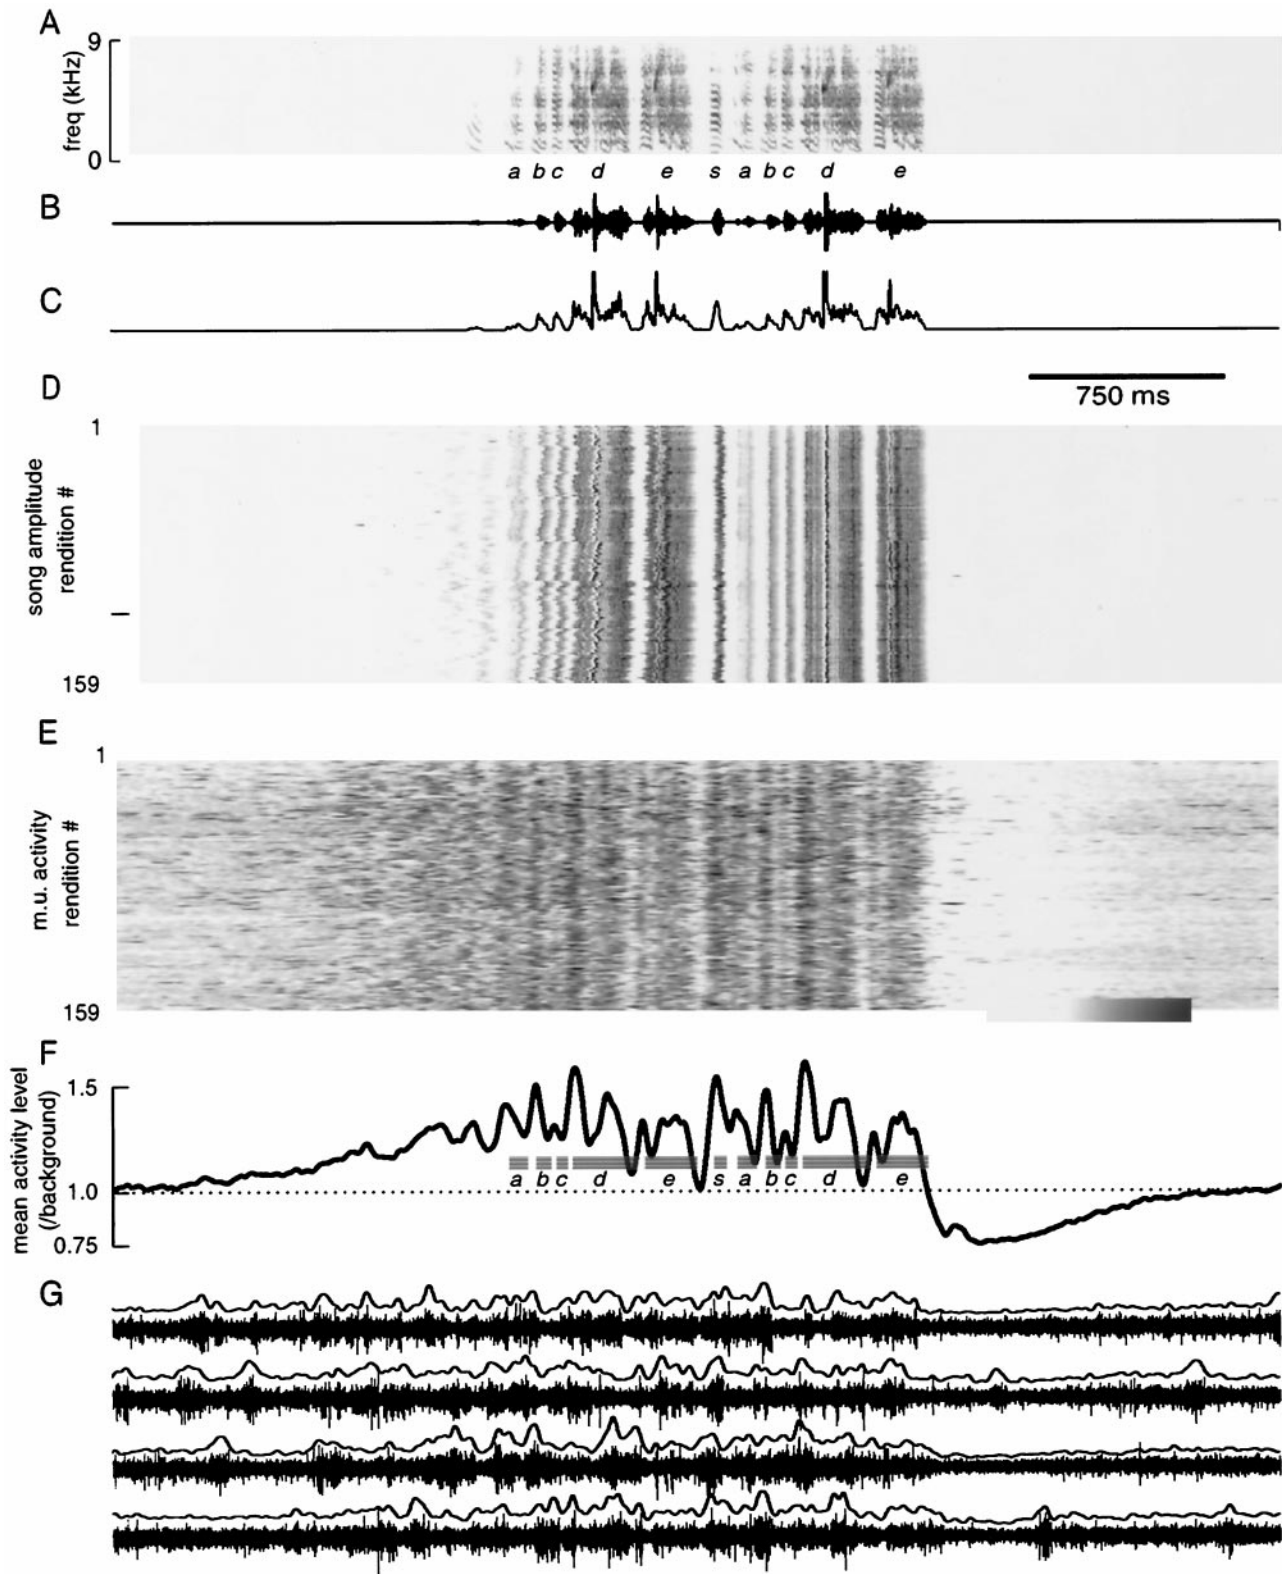 A
9
freq (kHz)
0
a b c d e s a b c d e
B
C
750 ms
D
1
song amplitude
rendition #
159
E
1
m.u. activity
rendition #
159
F
1.5
mean activity level
(/background)
1.0
0.75
a b c d e s a b c d e
G